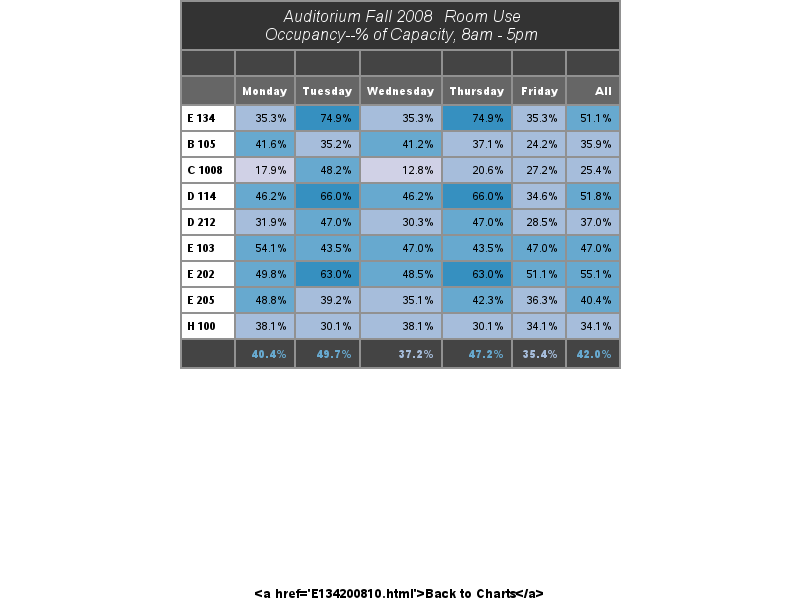 Auditorium Fall 2008 Room Use
Occupancy--% of Capacity, 8am - 5pm
Monday Tuesday Wednesday Thursday Friday All
E 134 35.3% 74.9% 35.3% 74.9% 35.3% 51.1%
B 105 41.6% 35.2% 41.2% 37.1% 24.2% 35.9%
C 1008 17.9% 48.2% 12.8% 20.6% 27.2% 25.4%
D 114 46.2% 66.0% 46.2% 66.0% 34.6% 51.8%
D 212 31.9% 47.0% 30.3% 47.0% 28.5% 37.0%
E 103 54.1% 43.5% 47.0% 43.5% 47.0% 47.0%
E 202 49.8% 63.0% 48.5% 63.0% 51.1% 55.1%
E 205 48.8% 39.2% 35.1% 42.3% 36.3% 40.4%
H 100 38.1% 30.1% 38.1% 30.1% 34.1% 34.1%
40.4% 49.7% 37.2% 47.2% 35.4% 42.0%
<a href='E134200810.html'>Back to Charts</a>